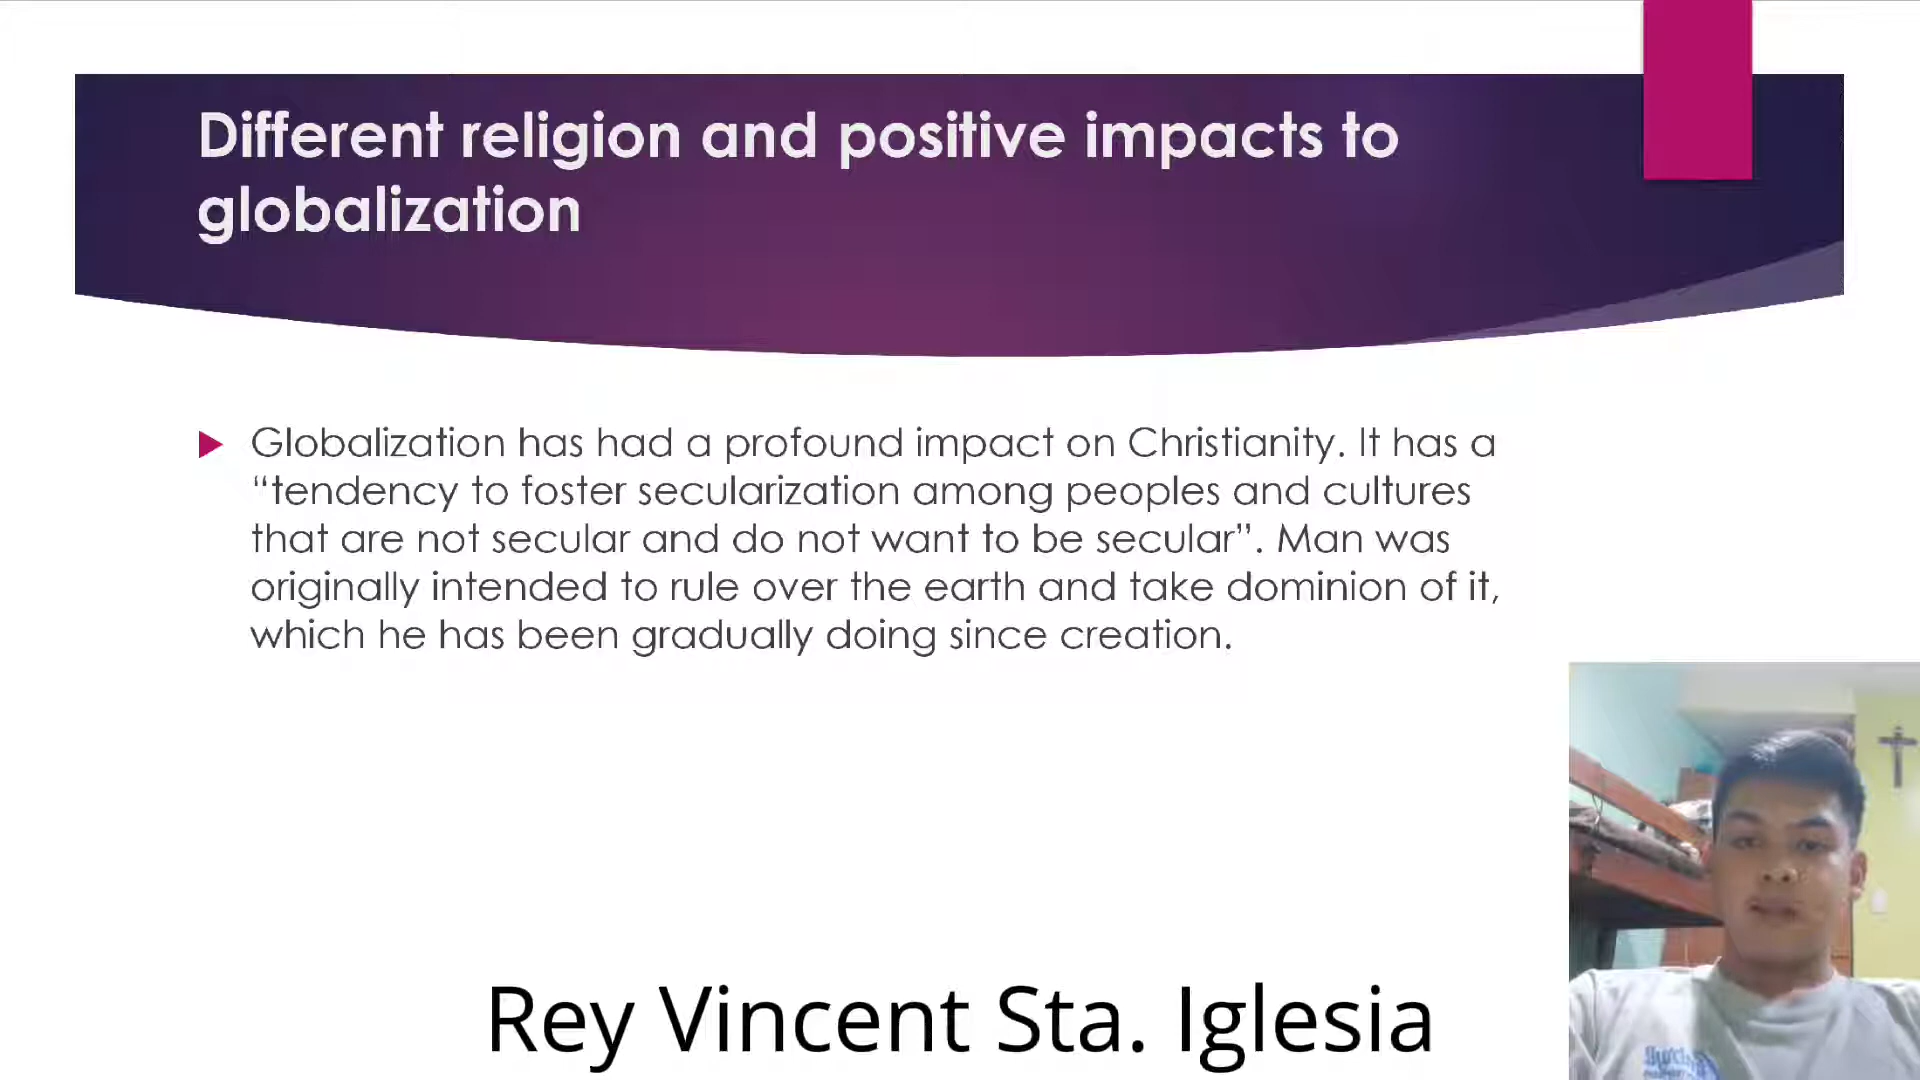 Different religion and positive impacts to
globalization
Globalization has had a profound impact on Christianity. It has a
“tendency to foster secularization among peoples and cultures
that are not secular and do not want to be secular”. Man was
originally intended to rule over the earth and take dominion of it,
which he has been gradually doing since creation.
Rey Vincent Sta. Iglesia